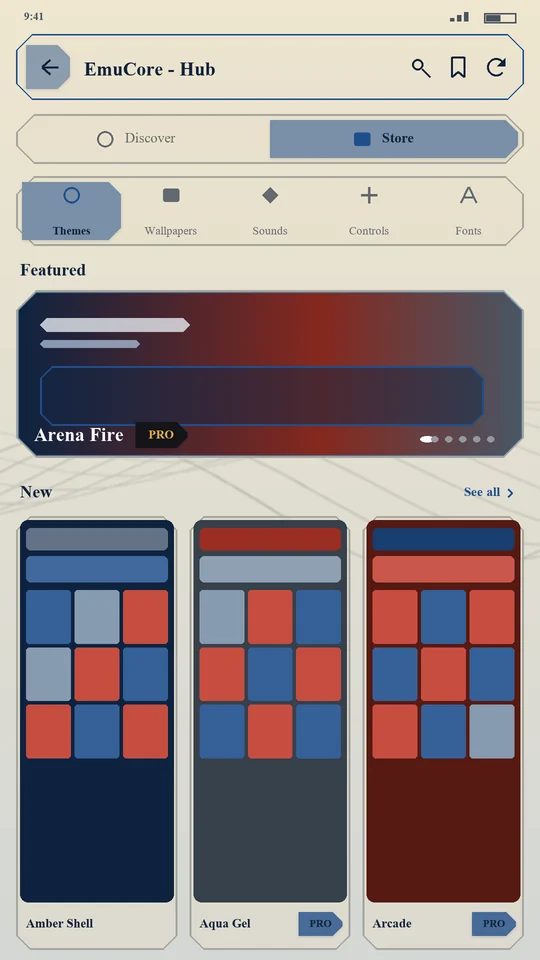 9:41
EmuCore - Hub
Discover
Store
Themes
Wallpapers
Sounds
Controls
Fonts
Featured
Arena Fire
PRO
New
See all
Amber Shell
Aqua Gel
PRO
Arcade
PRO